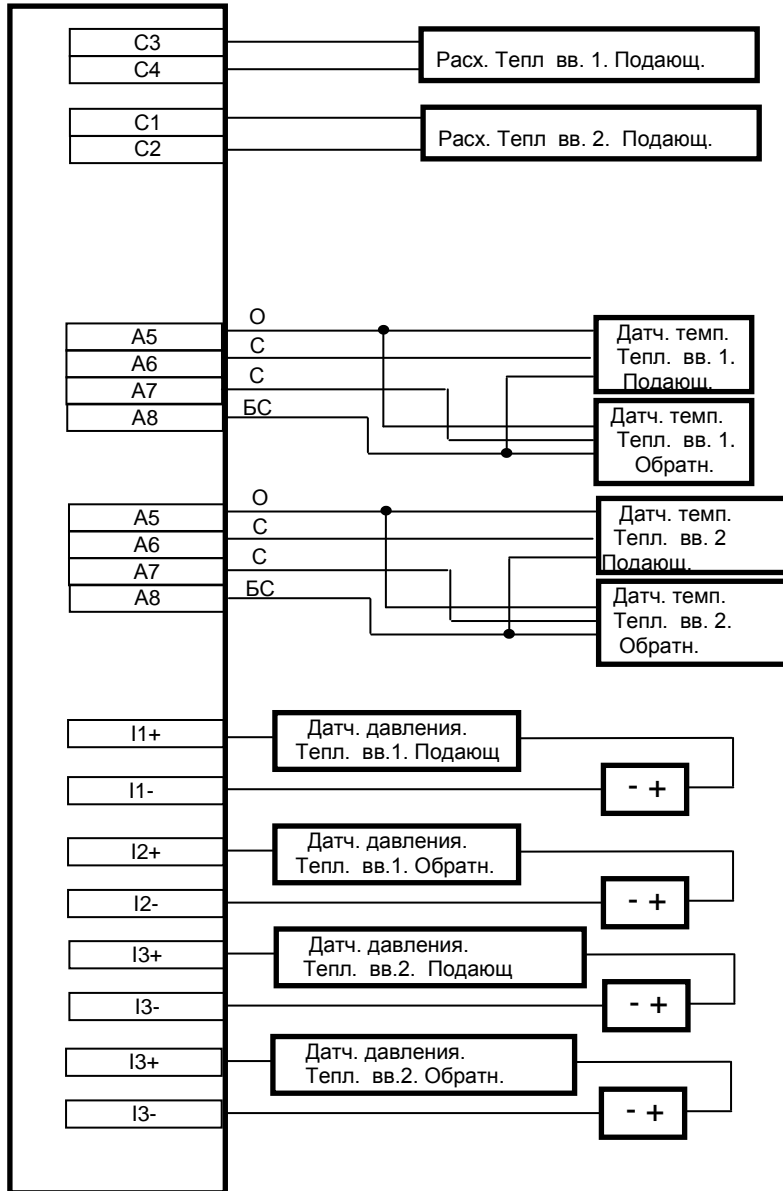 C3
C4
Расх. Тепл вв. 1. Подающ.
C1
C2
Расх. Тепл вв. 2. Подающ.
A5
A6
A7
A8
О
С
С
БС
Датч. темп.
Тепл. вв. 1.
Подающ.
Датч. темп.
Тепл. вв. 1.
Обратн.
A5
A6
A7
A8
О
С
С
БС
Датч. темп.
Тепл. вв. 2
Подающ.
Датч. темп.
Тепл. вв. 2.
Обратн.
I1+
Датч. давления.
Тепл. вв.1. Подающ
I1-
- +
I2+
Датч. давления.
Тепл. вв.1. Обратн.
I2-
- +
I3+
Датч. давления.
Тепл. вв.2. Подающ
I3-
- +
I3+
Датч. давления.
Тепл. вв.2. Обратн.
I3-
- +